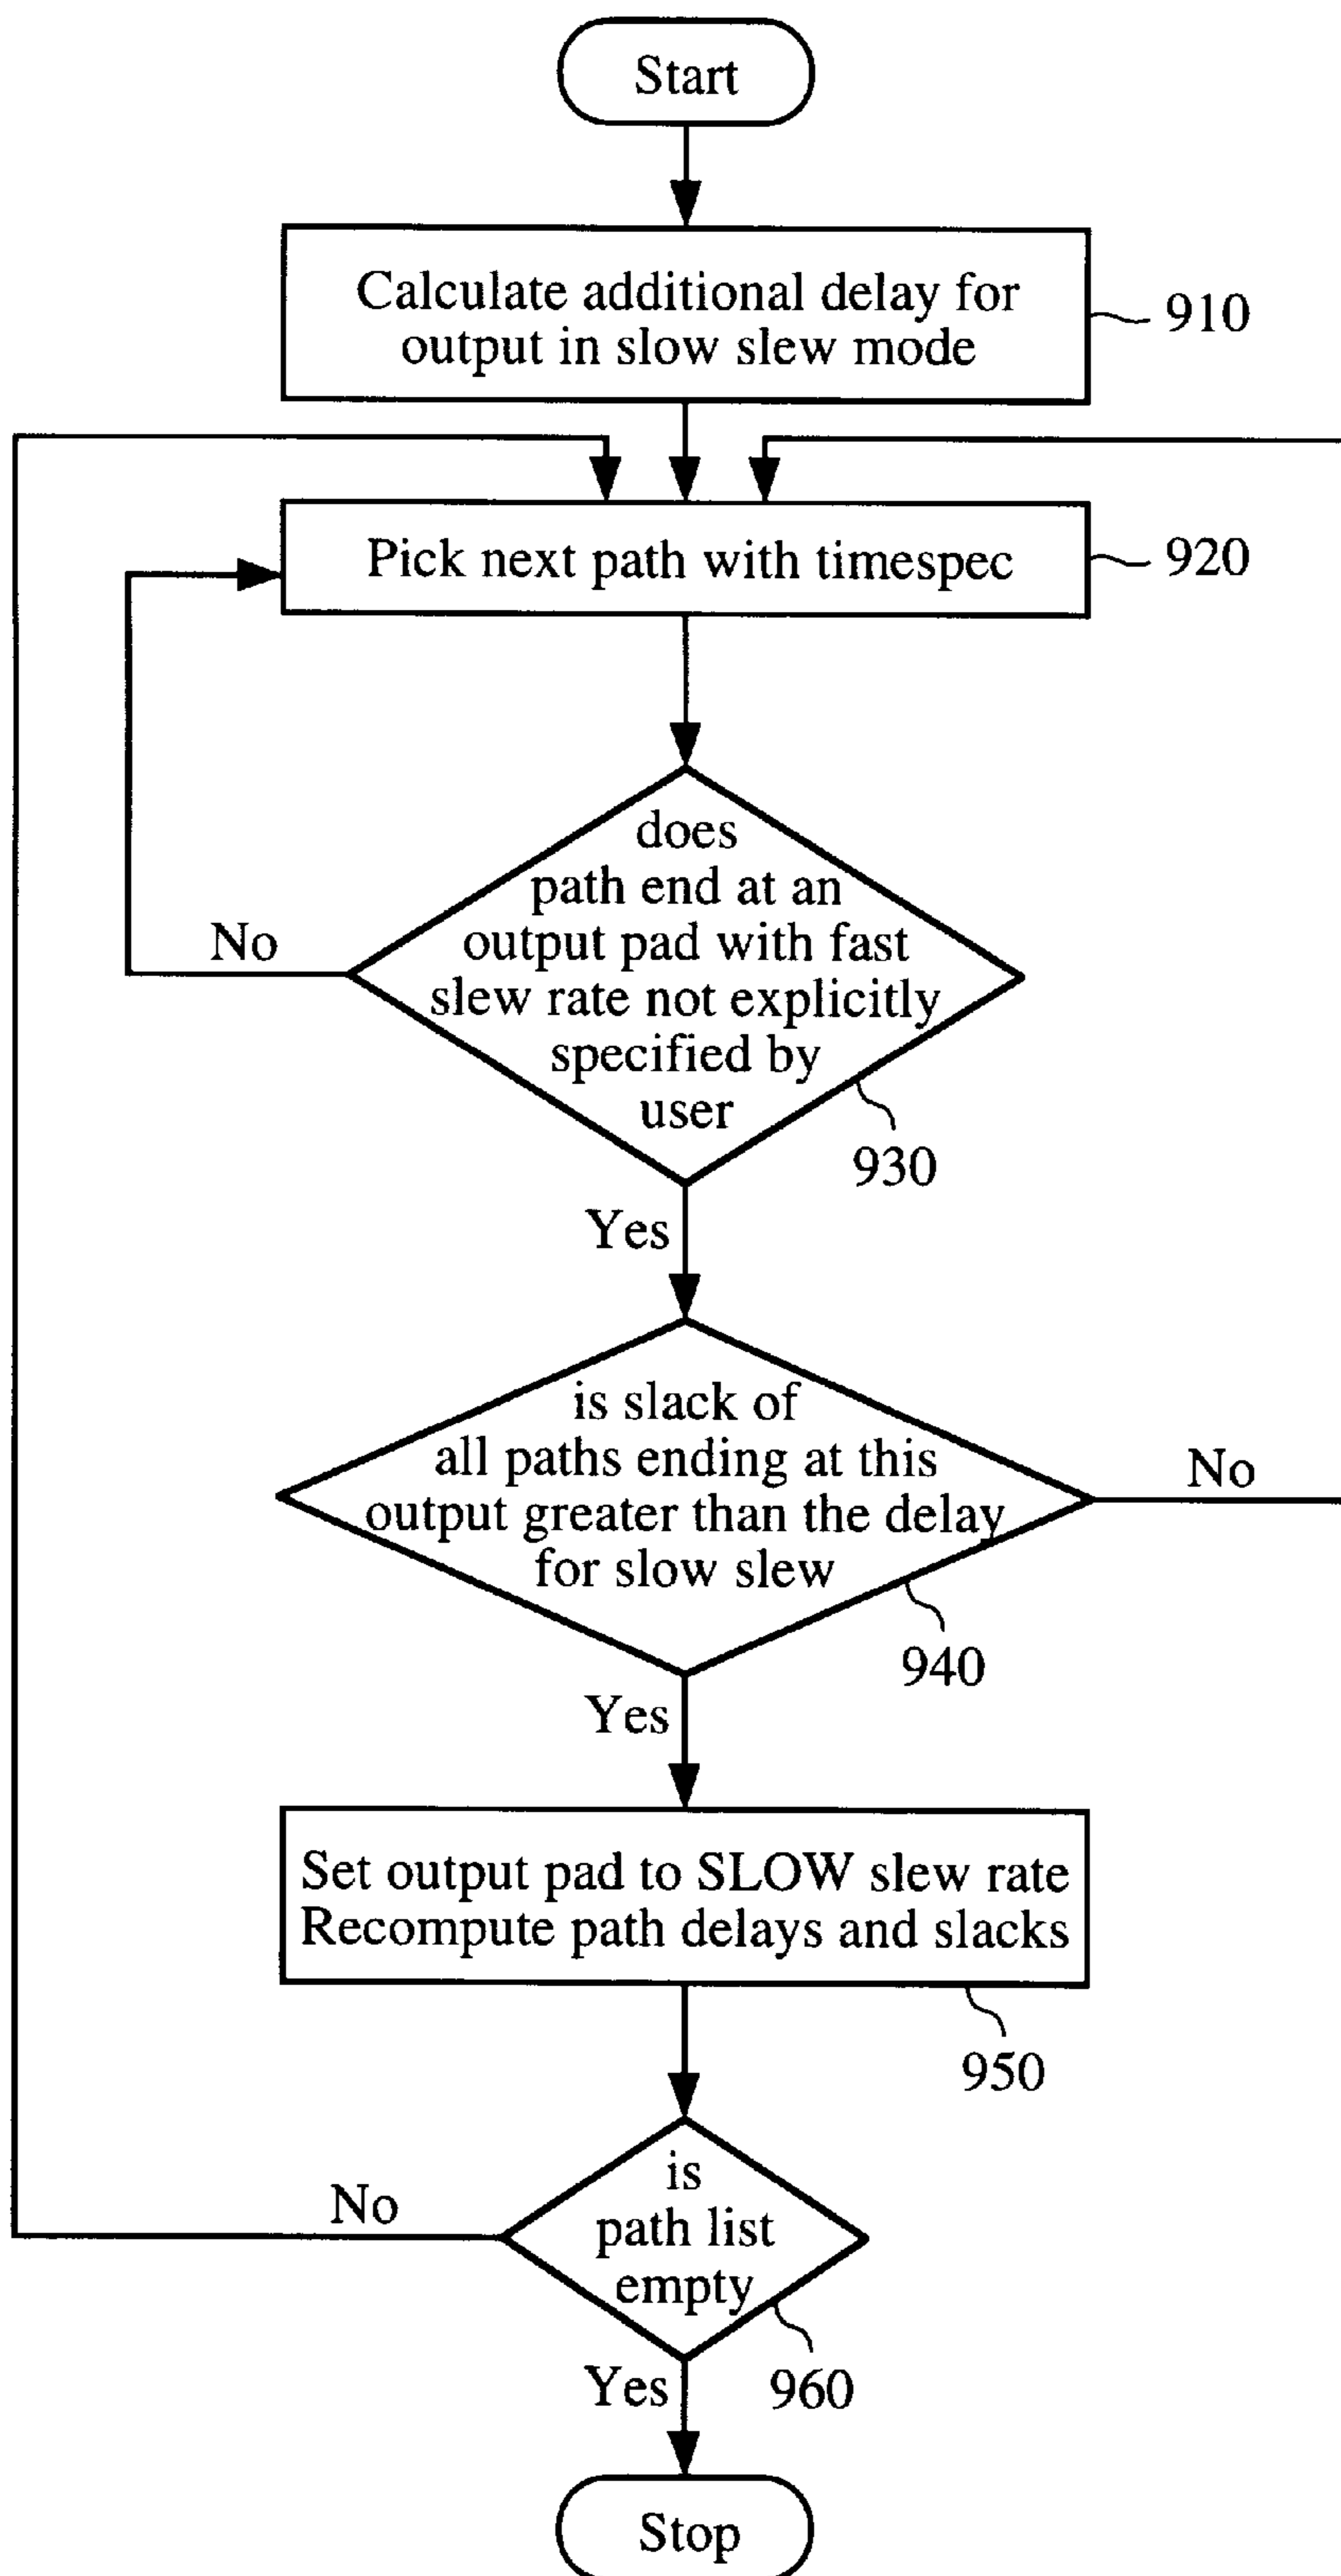 Start
Calculate additional delay for
output in slow slew mode
910
Pick next path with timespec
920
does
path end at an
output pad with fast
slew rate not explicitly
specified by
user
No
930
Yes
is slack of
all paths ending at this
output greater than the delay
for slow slew
No
940
Yes
Set output pad to SLOW slew rate
Recompute path delays and slacks
950
is
path list
empty
No
960
Yes
Stop